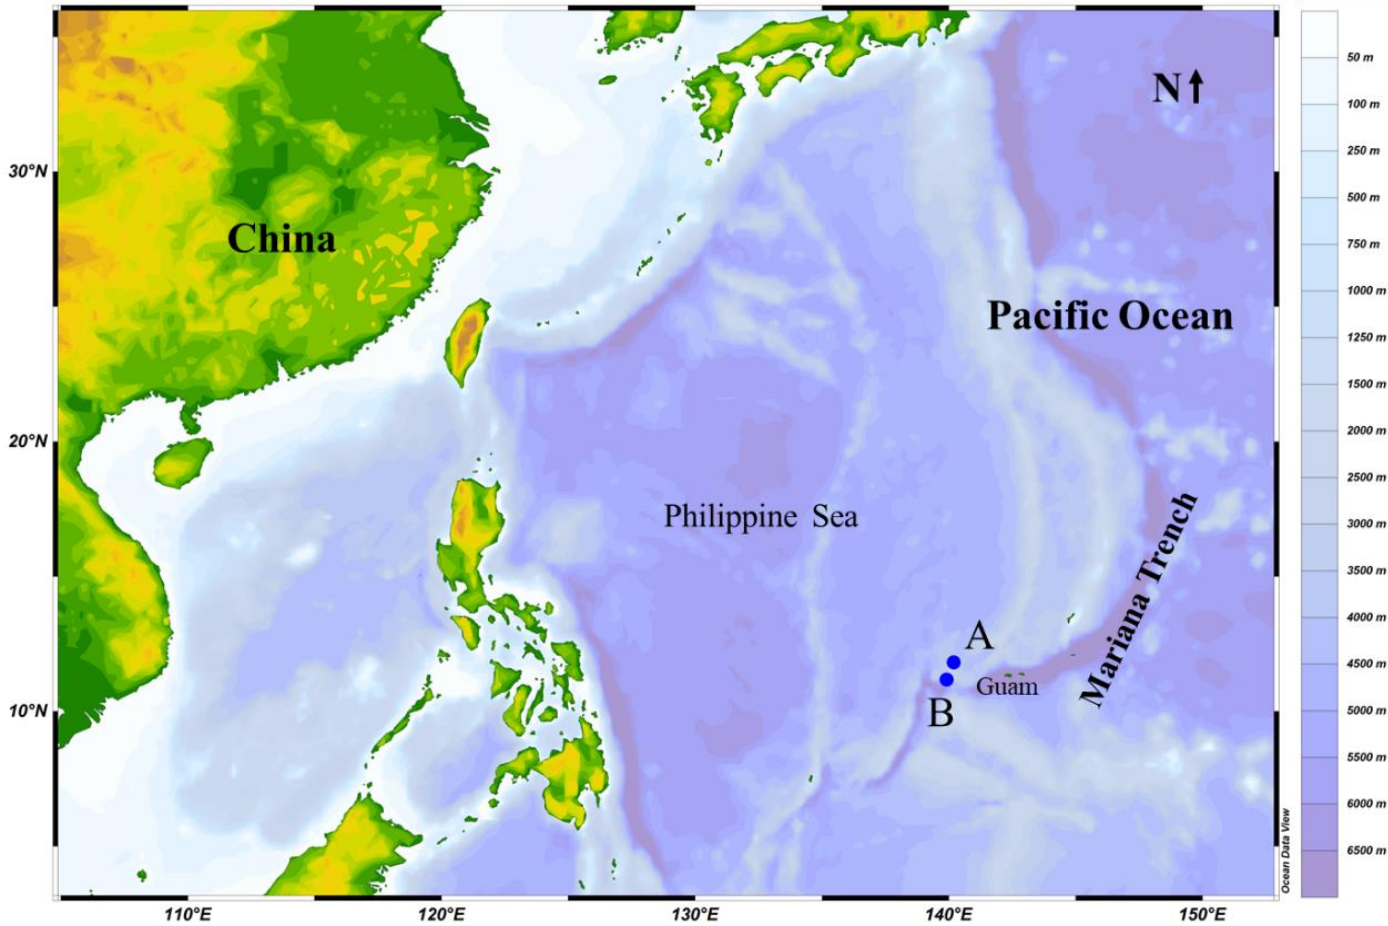 N
China
Pacific Ocean
Philippine Sea
Mariana Trench
A
Guam
B
30°N
20°N
10°N
110°E
120°E
130°E
140°E
150°E
Ocean Data View
50 m
100 m
250 m
500 m
750 m
1000 m
1250 m
1500 m
2000 m
2500 m
3000 m
3500 m
4000 m
4500 m
5000 m
5500 m
6000 m
6500 m